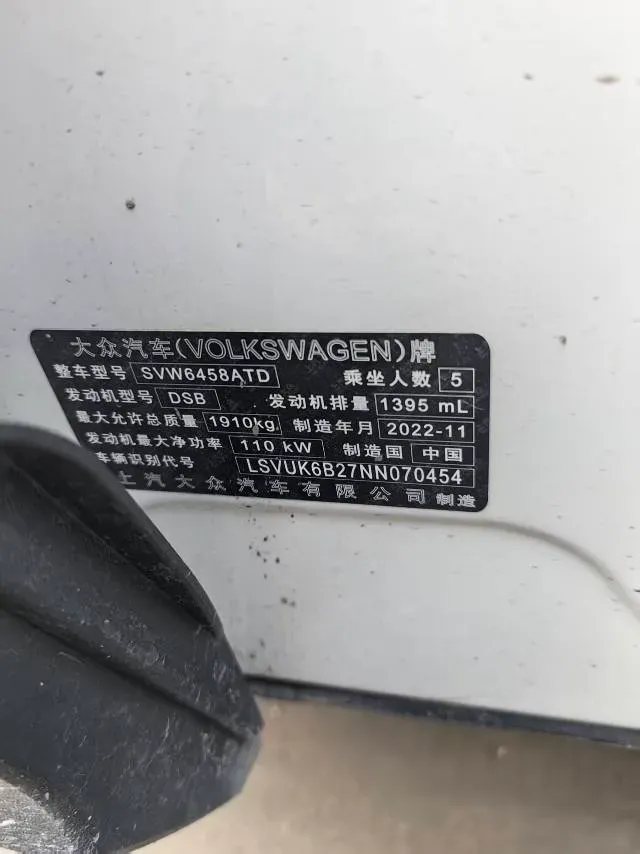 大众汽车(VOLKSWAGEN)牌
整车型号 SVW6458ATD 乘坐人数 5
发动机型号 DSB 发动机排量 1395 mL
最大允许总质量 1910kg 制造年月 2022-11
发动机最大净功率 110 kW 制造国 中国
车辆识别代号 LSVUK6B27NN070454
上汽大众汽车有限公司 制造